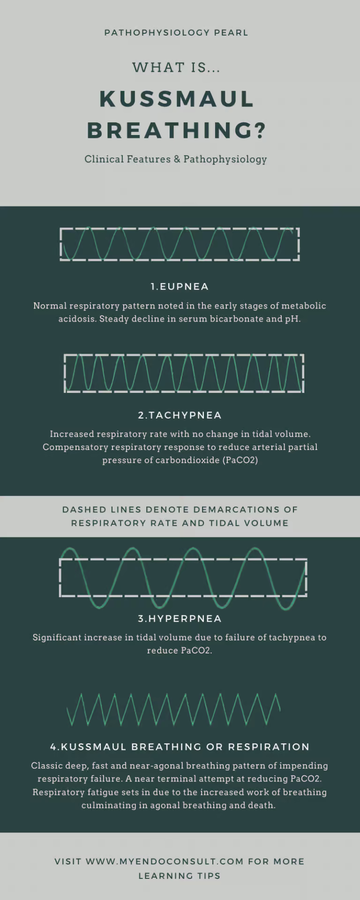 PATHOPHYSIOLOGY PEARL
WHAT IS...
KUSSMAUL
BREATHING?
Clinical Features & Pathophysiology
1.EUPNEA
Normal respiratory pattern noted in the early stages of metabolic
acidosis. Steady decline in serum bicarbonate and pH.
2.TACHYPNEA
Increased respiratory rate with no change in tidal volume.
Compensatory respiratory response to reduce arterial partial
pressure of carbondioxide (PaCO2)
DASHED LINES DENOTE DEMARCATIONS OF
RESPIRATORY RATE AND TIDAL VOLUME
3.HYPERPNEA
Significant increase in tidal volume due to failure of tachypnea to
reduce PaCO2.
4.KUSSMAUL BREATHING OR RESPIRATION
Classic deep, fast and near-agonal breathing pattern of impending
respiratory failure. A near terminal attempt at reducing PaCO2.
Respiratory fatigue sets in due to the increased work of breathing
culminating in agonal breathing and death.
VISIT WWW.MYENDOCONSULT.COM FOR MORE
LEARNING TIPS